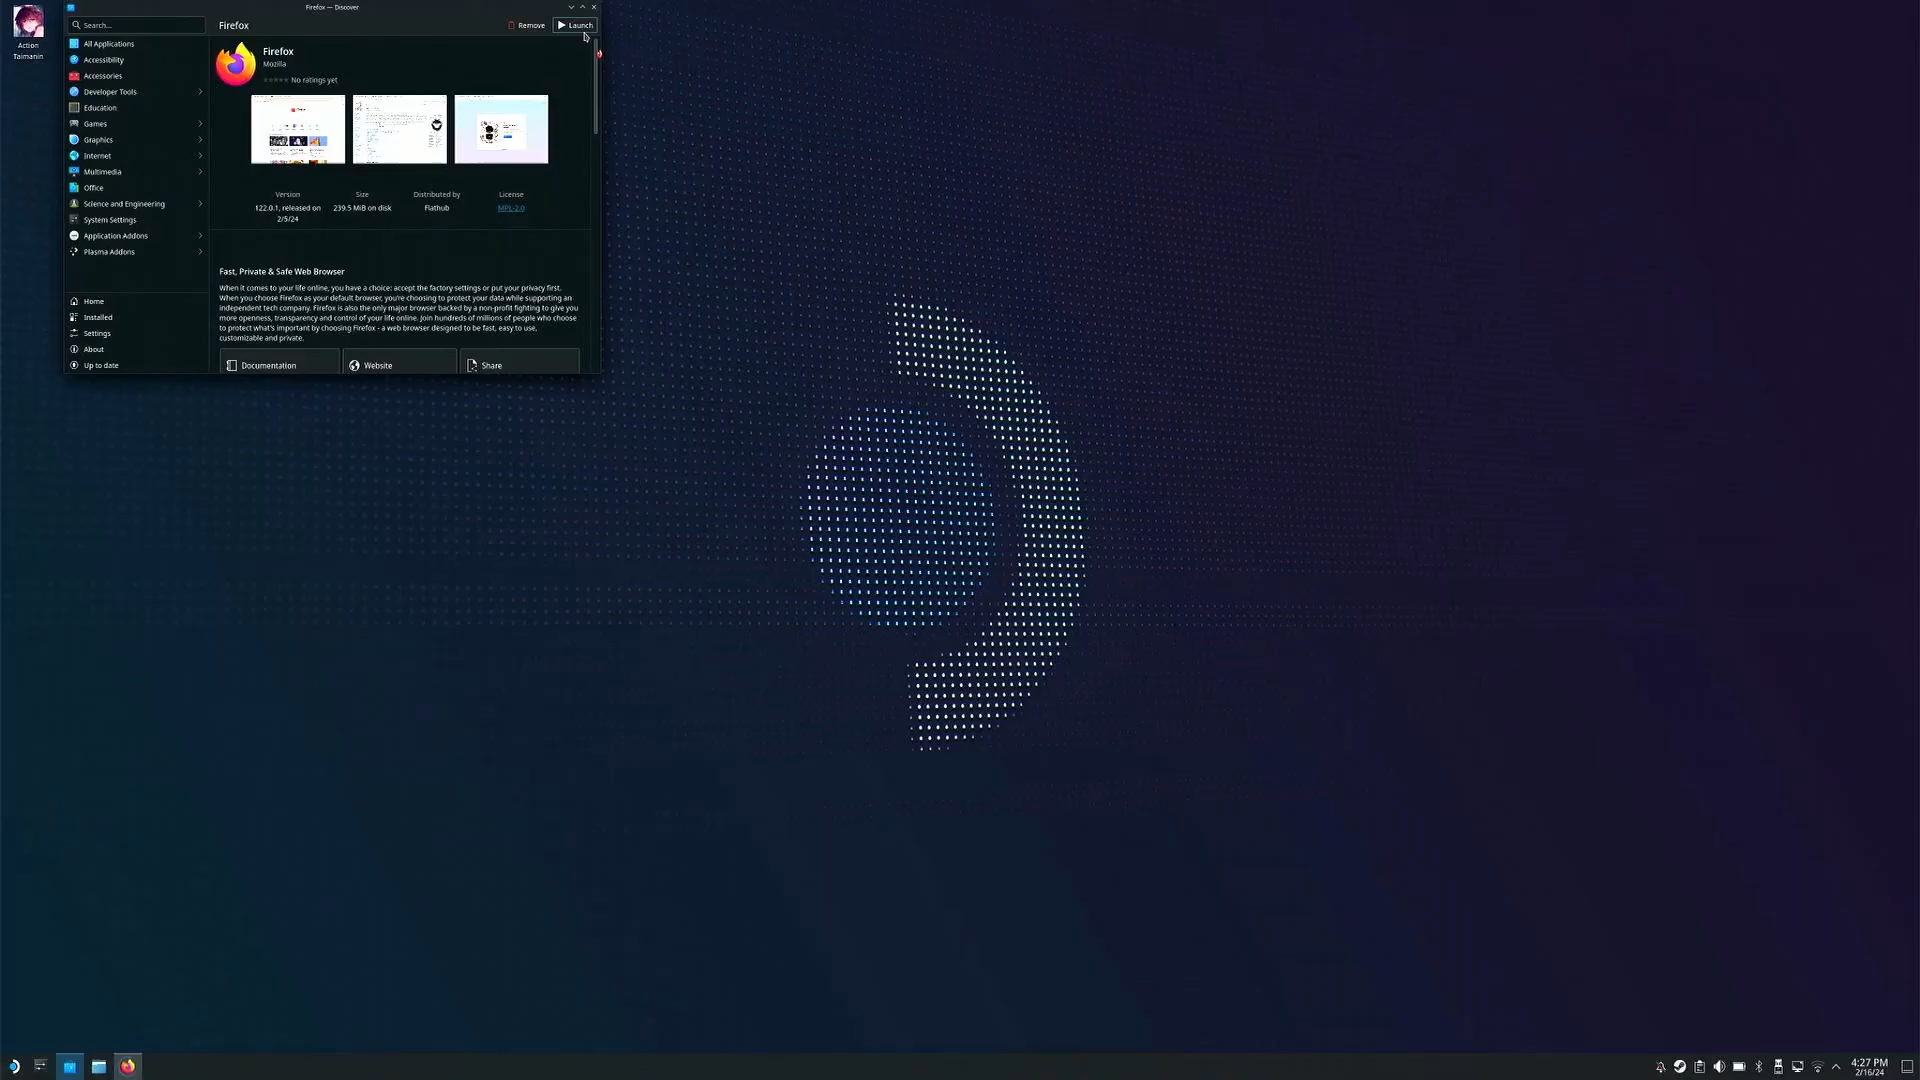 Action
Taimanin
Firefox — Discover
Search...
Firefox
Remove
Launch
All Applications
Accessibility
Accessories
Developer Tools
Education
Games
Graphics
Internet
Multimedia
Office
Science and Engineering
System Settings
Application Addons
Plasma Addons
Home
Installed
Settings
About
Up to date
Firefox
Mozilla
No ratings yet
Version
122.0.1, released on
2/5/24
Size
239.5 MiB on disk
Distributed by
Flathub
License
MPL-2.0
Fast, Private & Safe Web Browser
When it comes to your life online, you have a choice: accept the factory settings or put your privacy first.
When you choose Firefox as your default browser, you're choosing to protect your data while supporting an
independent tech company. Firefox is also the only major browser backed by a non-profit fighting to give you
more openness, transparency and control of your life online. Join hundreds of millions of people who choose
to protect what's important by choosing Firefox - a web browser designed to be fast, easy to use,
customizable and private.
Documentation
Website
Share
4:27 PM
2/16/24